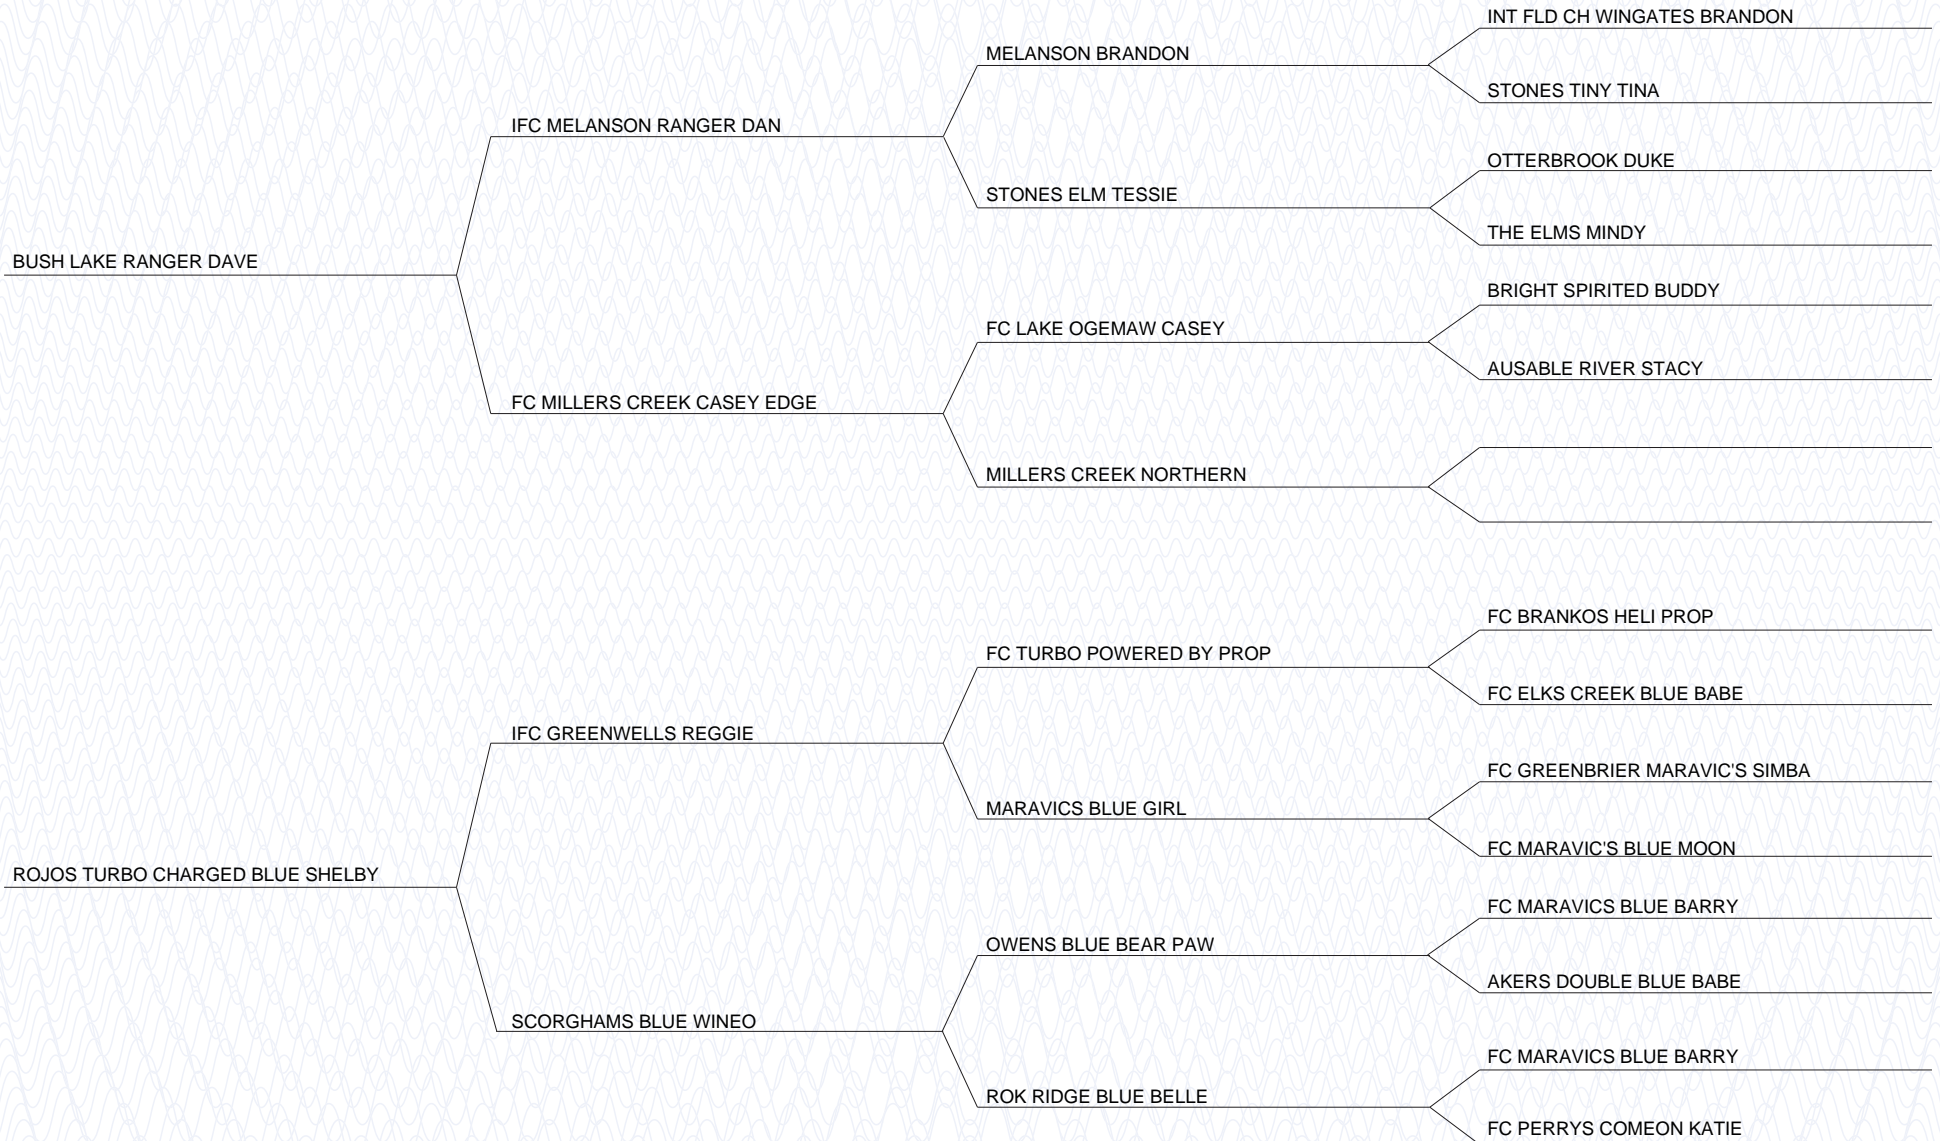 INT FLD CH WINGATES BRANDON
MELANSON BRANDON
STONES TINY TINA
IFC MELANSON RANGER DAN
OTTERBROOK DUKE
STONES ELM TESSIE
THE ELMS MINDY
BUSH LAKE RANGER DAVE
BRIGHT SPIRITED BUDDY
FC LAKE OGEMAW CASEY
AUSABLE RIVER STACY
FC MILLERS CREEK CASEY EDGE
MILLERS CREEK NORTHERN
FC BRANKOS HELI PROP
FC TURBO POWERED BY PROP
FC ELKS CREEK BLUE BABE
IFC GREENWELLS REGGIE
FC GREENBRIER MARAVIC'S SIMBA
MARAVICS BLUE GIRL
FC MARAVIC'S BLUE MOON
ROJOS TURBO CHARGED BLUE SHELBY
FC MARAVICS BLUE BARRY
OWENS BLUE BEAR PAW
AKERS DOUBLE BLUE BABE
SCORGHAMS BLUE WINEO
FC MARAVICS BLUE BARRY
ROK RIDGE BLUE BELLE
FC PERRYS COMEON KATIE